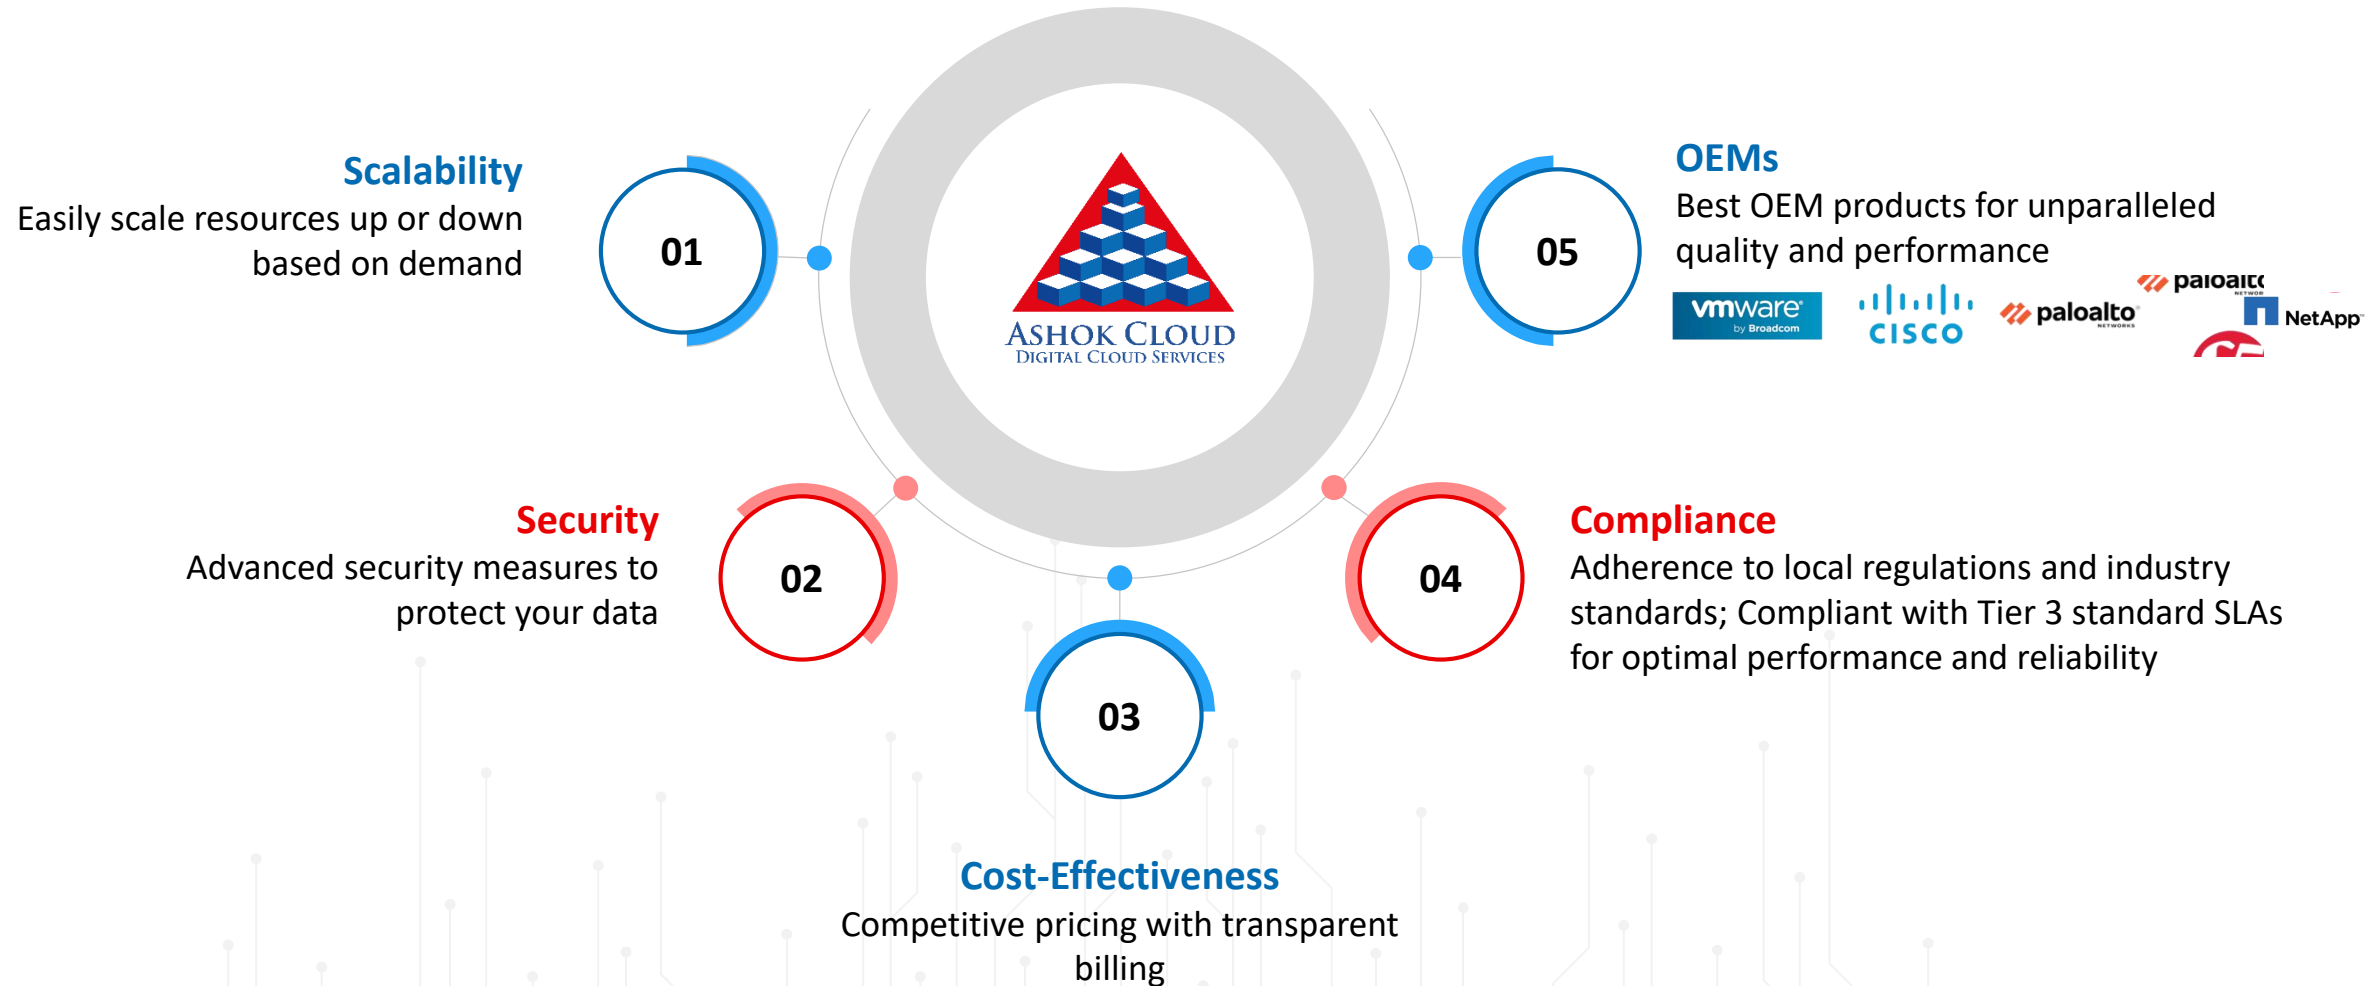 Scalability
Easily scale resources up or down
based on demand
01
Security
Advanced security measures to
protect your data
02
ASHOK CLOUD
DIGITAL CLOUD SERVICES
03
Cost-Effectiveness
Competitive pricing with transparent
billing
04
Compliance
Adherence to local regulations and industry
standards; Compliant with Tier 3 standard SLAs
for optimal performance and reliability
05
OEMs
Best OEM products for unparalleled
quality and performance
vmware®
by Broadcom
CISCO
paloalto
NETWORKS
NetApp